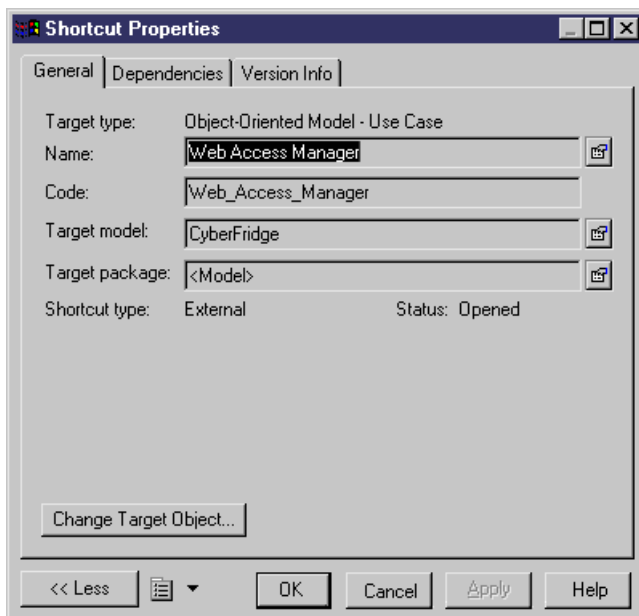 Shortcut Properties
General Dependencies Version Info
Target type: Object-Oriented Model - Use Case
Name: Web Access Manager
Code: Web_Access_Manager
Target model: CyberFridge
Target package: <Model>
Shortcut type: External Status: Opened
Change Target Object...
<< Less OK Cancel Apply Help